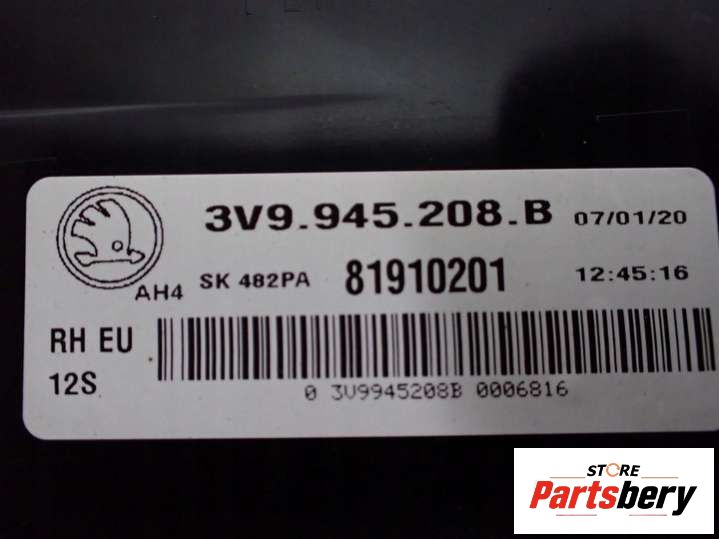 3V9.945.208.B 07/01/20
AH4 SK 482PA 81910201 12:45:16
RH EU
12S
0 3V9945208B 0006816
STORE
Partsbery